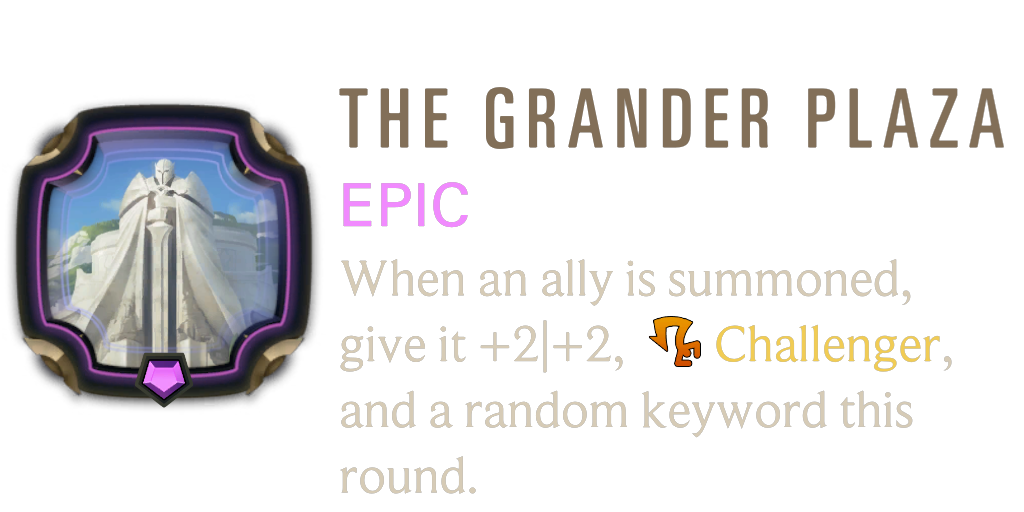 THE GRANDER PLAZA
EPIC
When an ally is summoned,
give it +2|+2, Challenger,
and a random keyword this
round.